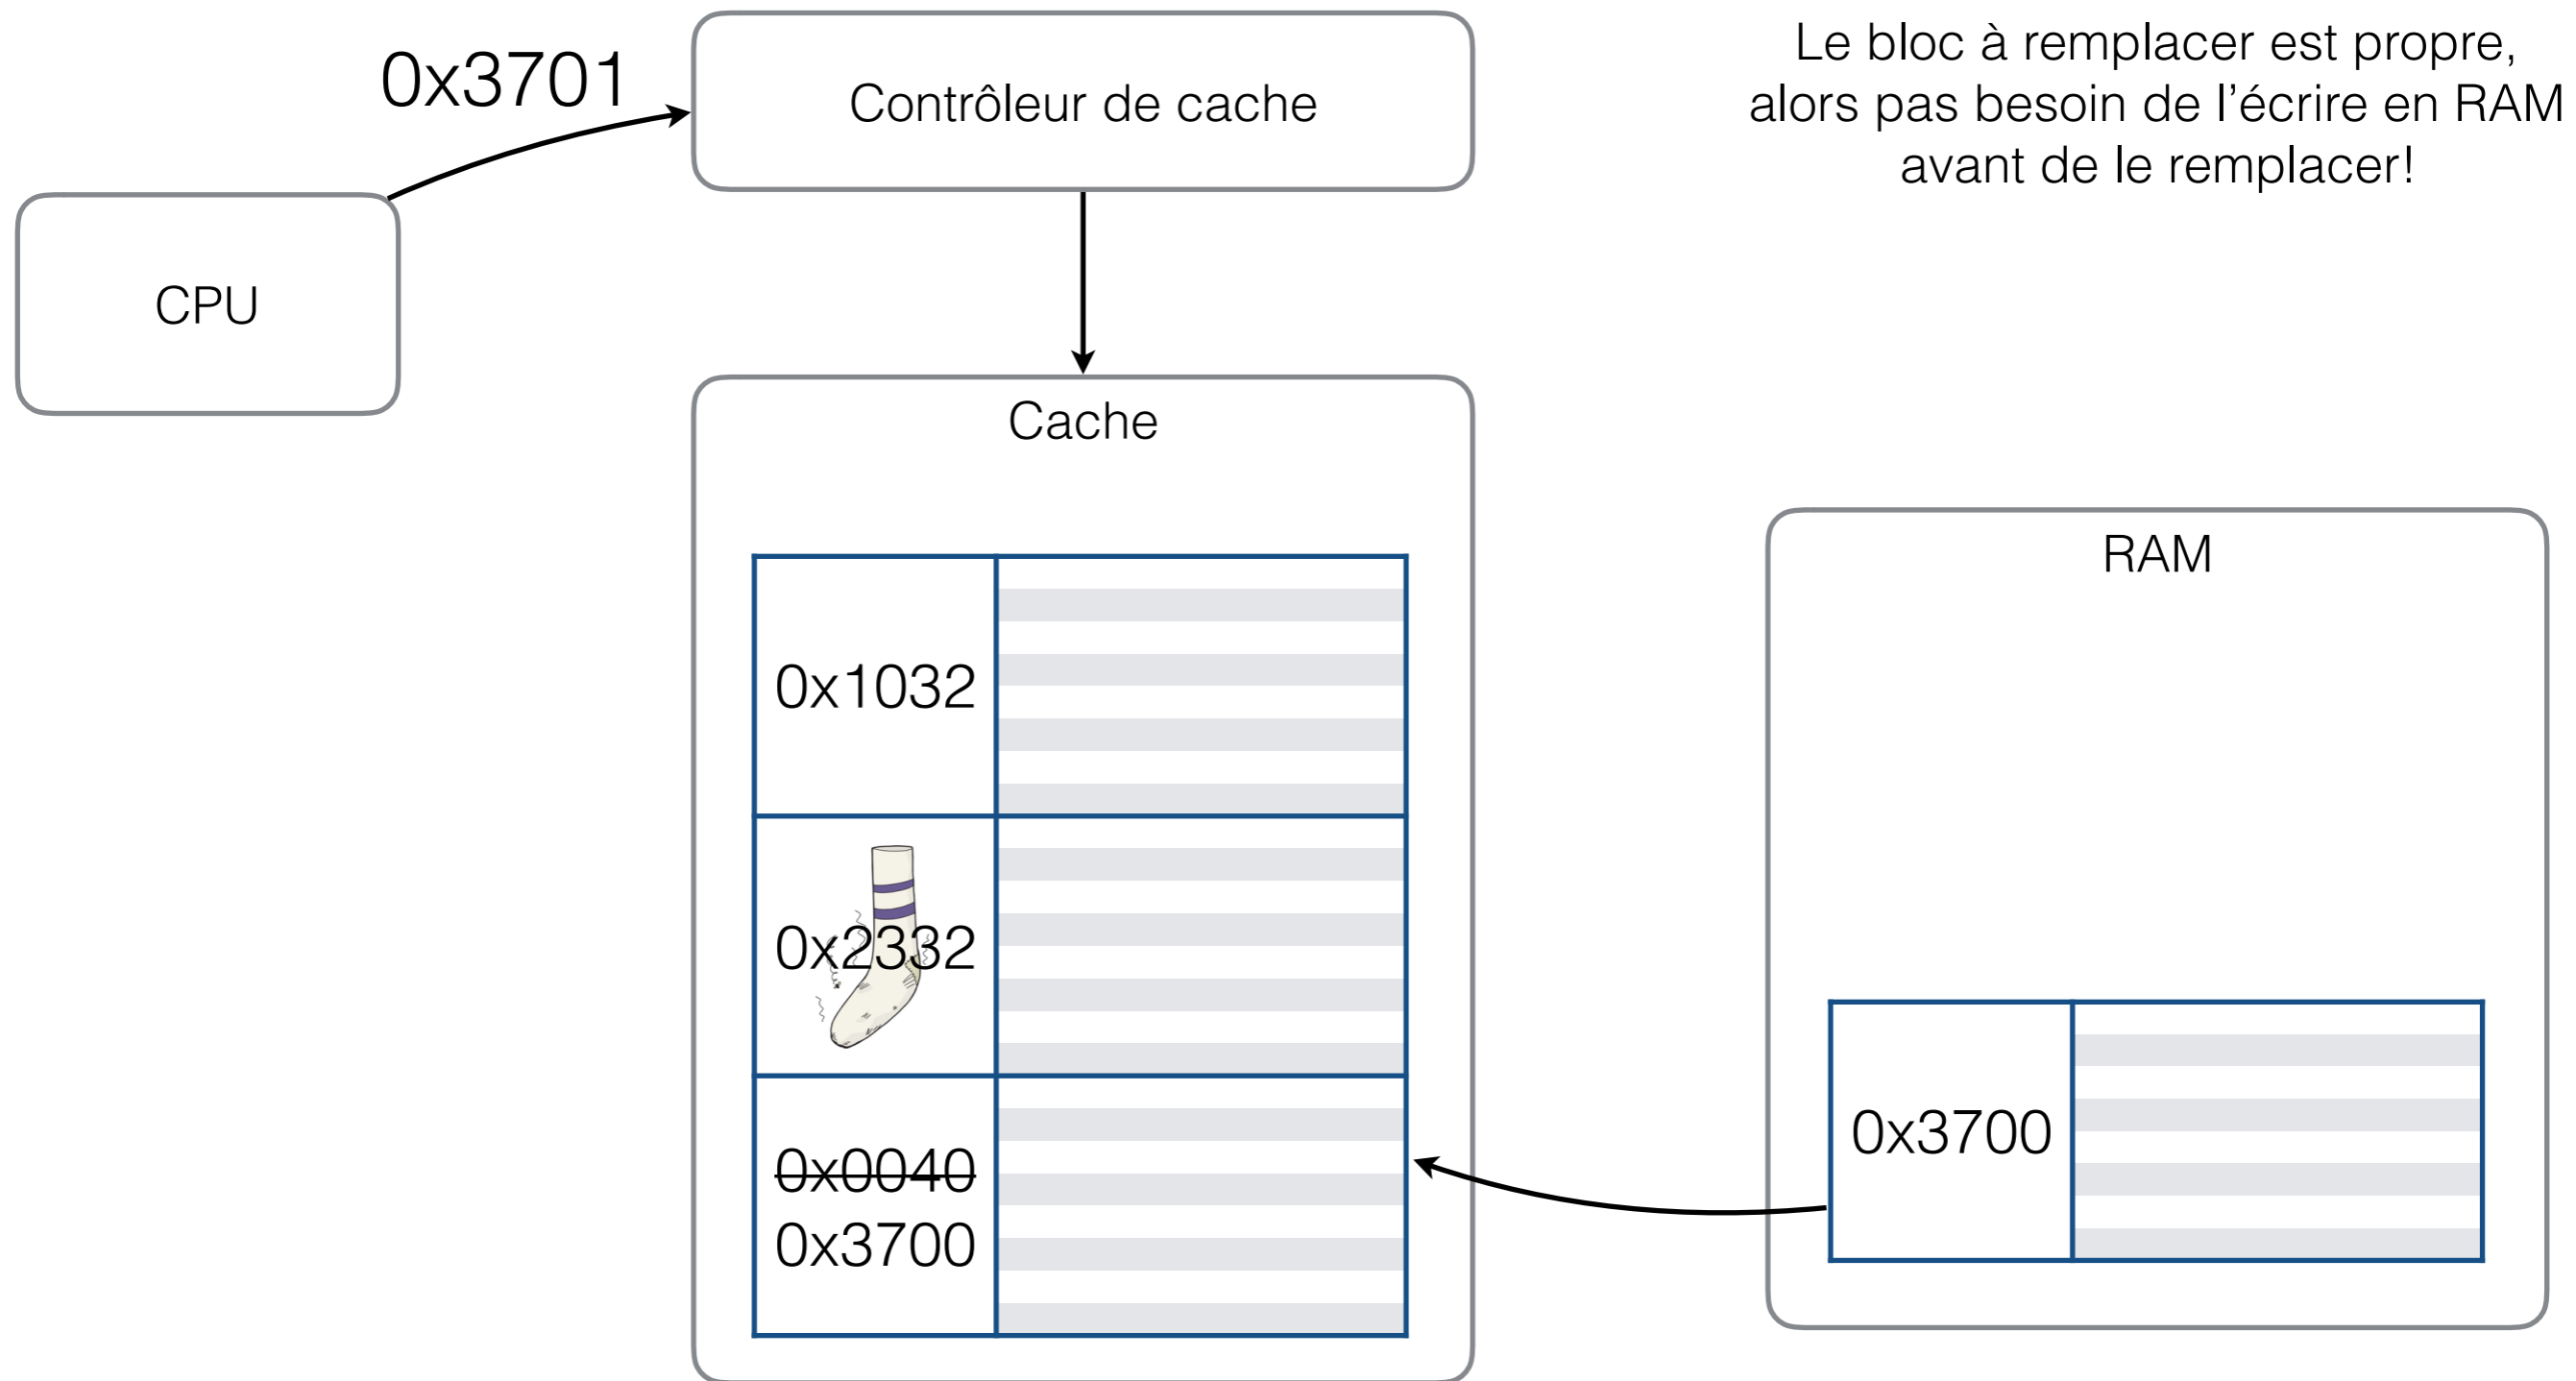 0x3701
Contrôleur de cache
Le bloc à remplacer est propre,
alors pas besoin de l'écrire en RAM
avant de le remplacer!
CPU
Cache
0x1032
0x2332
0x0040
0x3700
RAM
0x3700